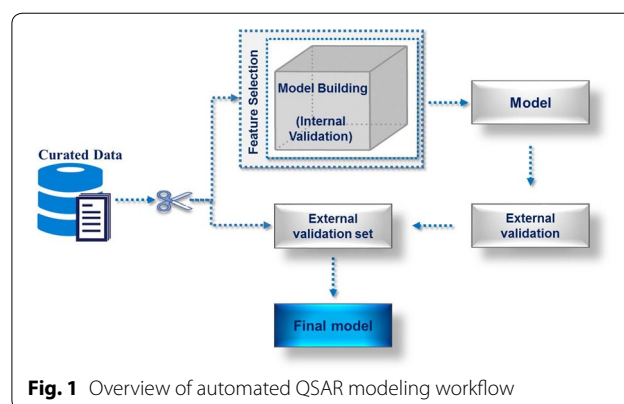 Feature Selection
Model Building
(Internal
Validation)
Model
Curated Data
External
validation set
External
validation
Final model
Fig. 1 Overview of automated QSAR modeling workflow